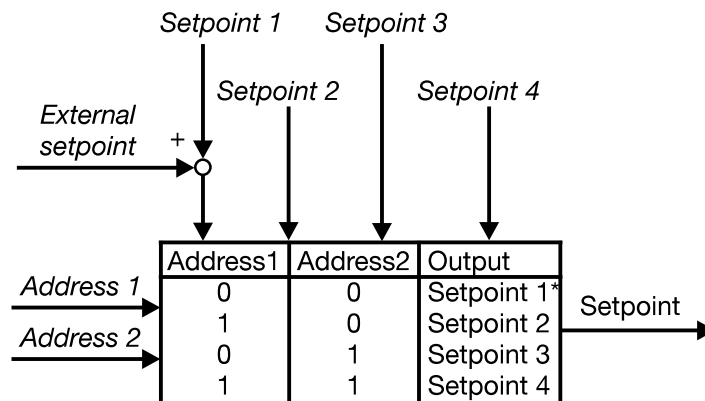 Setpoint 1
Setpoint 3
Setpoint 2
Setpoint 4
External
setpoint
+
Address1 Address2 Output
Address 1
0 0 Setpoint 1*
Setpoint
1 0 Setpoint 2
Address 2
0 1 Setpoint 3
1 1 Setpoint 4